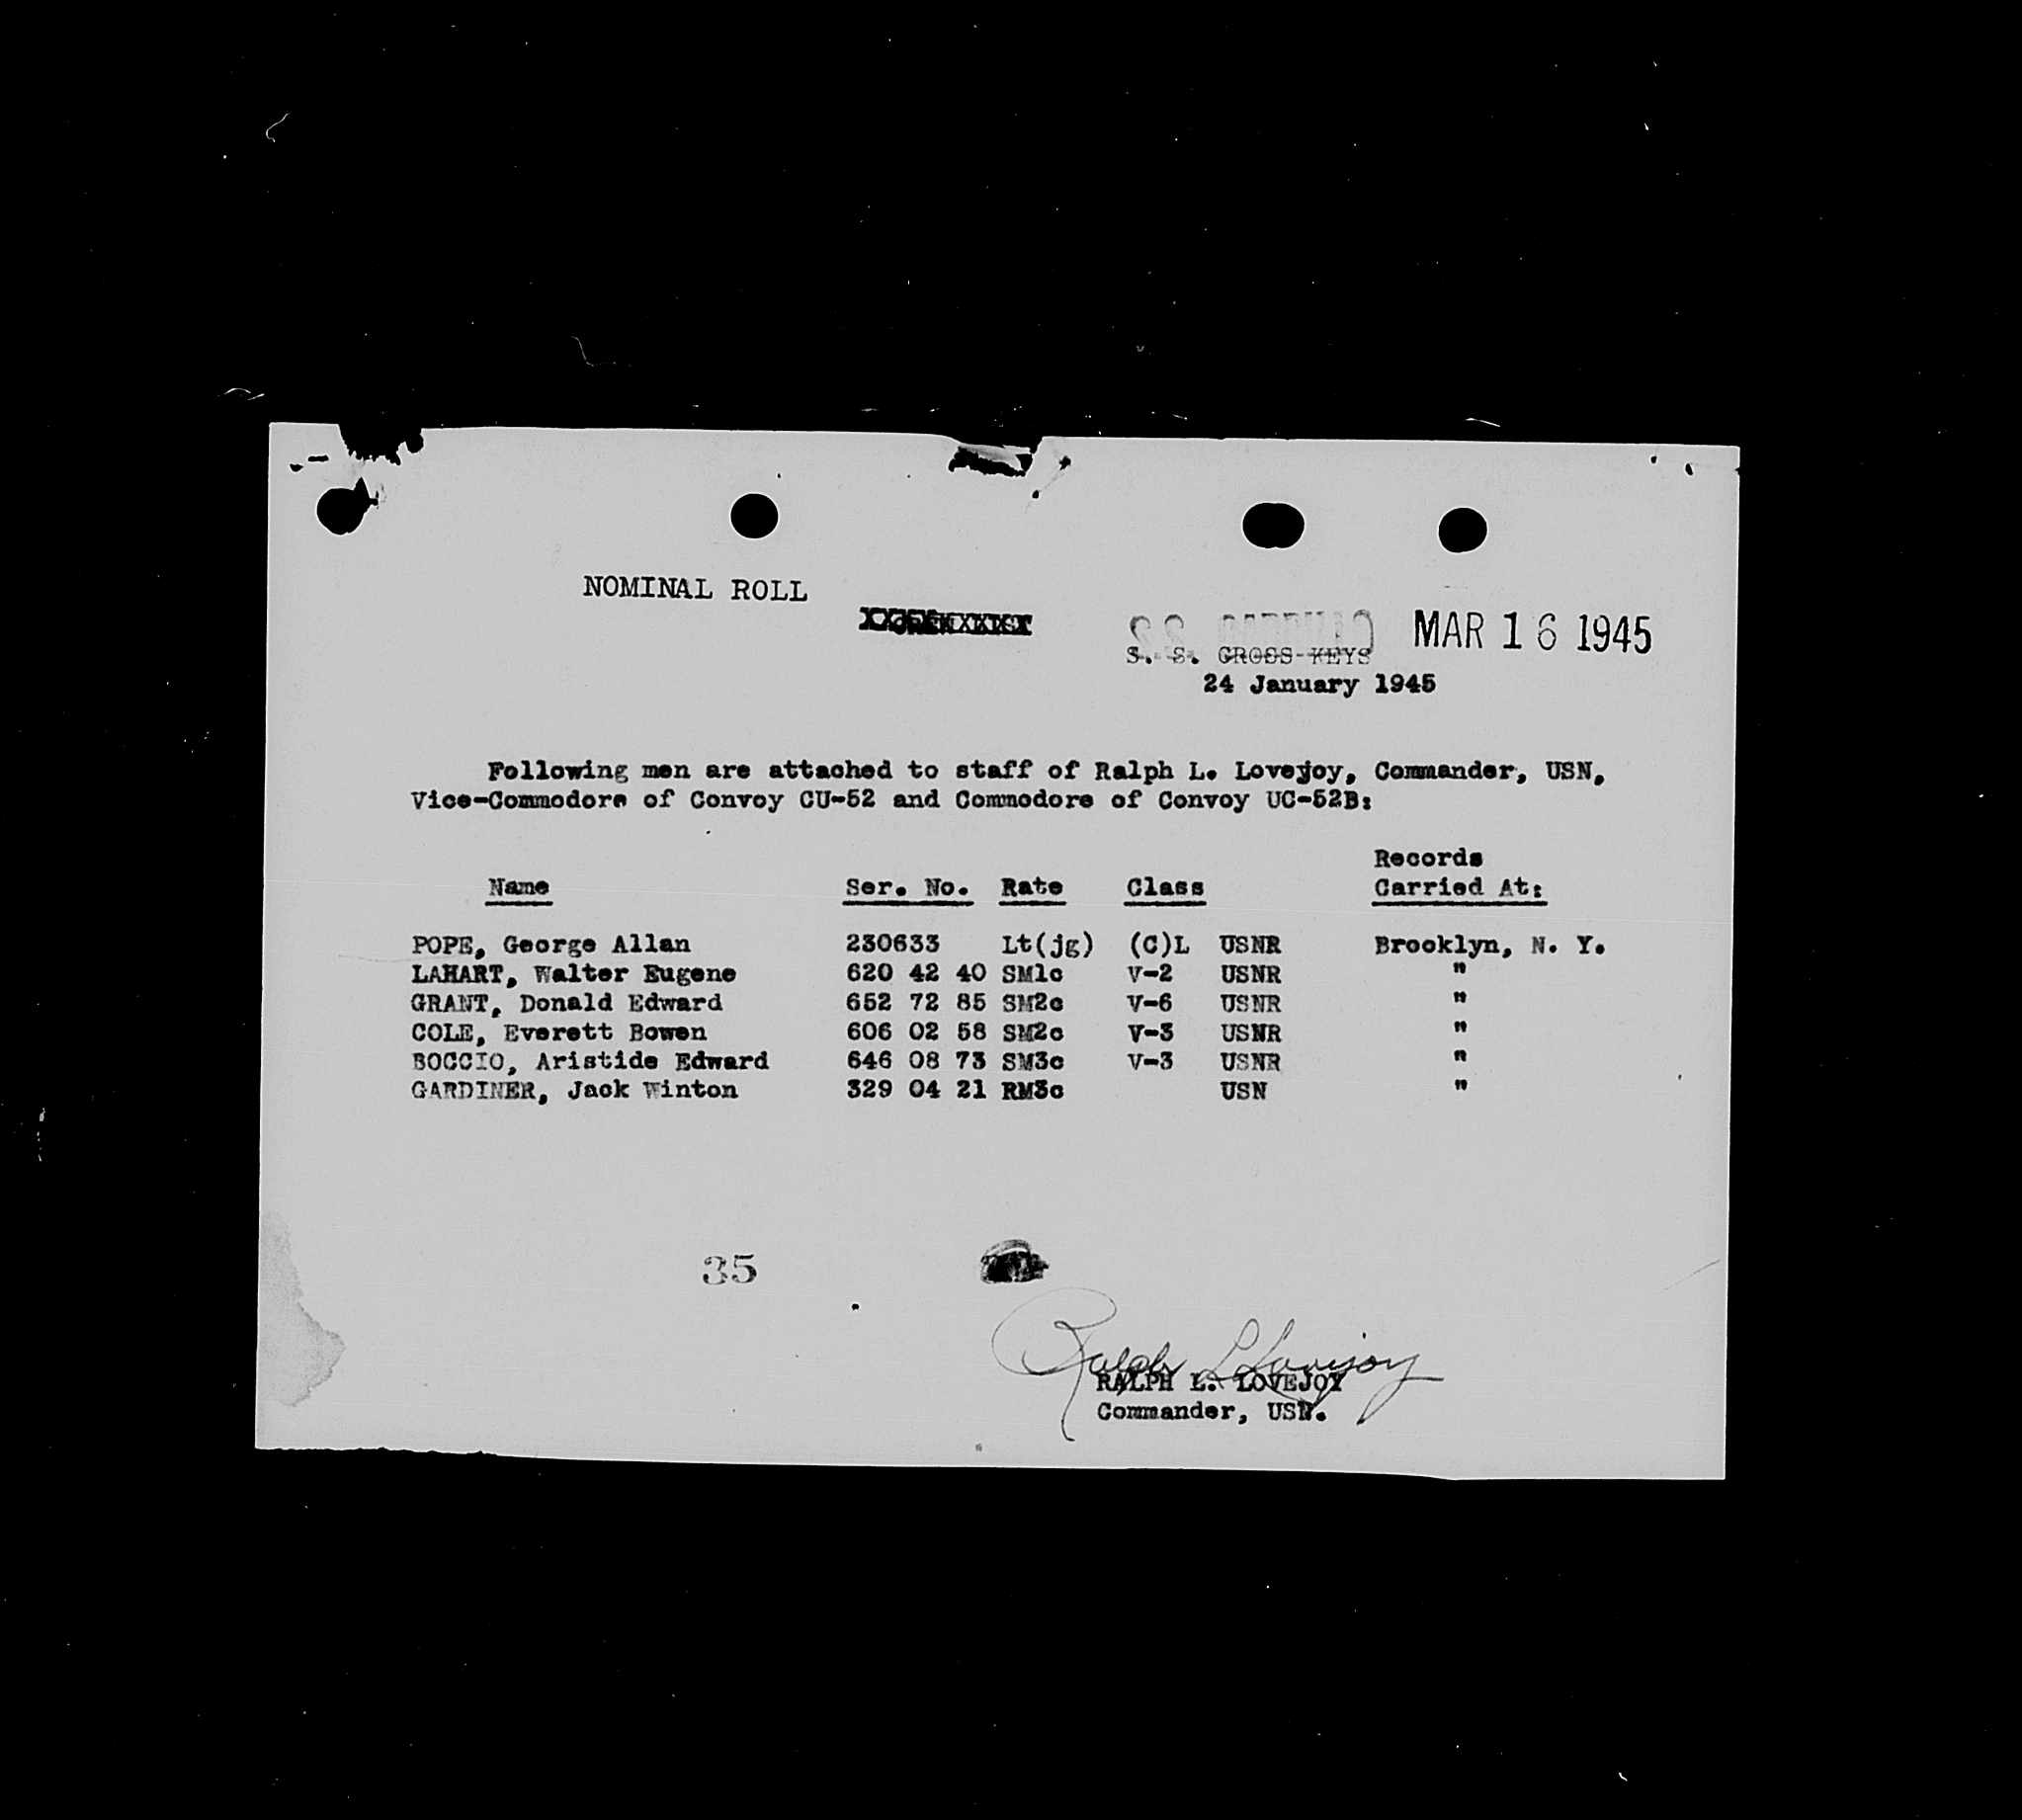 NOMINAL ROLL
MAR 16 1945
S. S. CROSS KEYS
24 January 1945
Following men are attached to staff of Ralph L. Lovejoy, Commander, USN,
Vice-Commodore of Convoy CU-52 and Commodore of Convoy UC-52B:
Records
Name Ser. No. Rate Class Carried At:
POPE, George Allan 230633 Lt(jg) (C)L USNR Brooklyn, N. Y.
LAHART, Walter Eugene 620 42 40 SM1c V-2 USNR "
GRANT, Donald Edward 652 72 85 SM2c V-6 USNR "
COLE, Everett Bowen 606 02 58 SM2c V-3 USNR "
BOCCIO, Aristide Edward 646 08 73 SM3c V-3 USNR "
GARDINER, Jack Winton 329 04 21 RM3c USN "
35
Ralph L Lovejoy
RALPH L. LOVEJOY
Commander, USN.